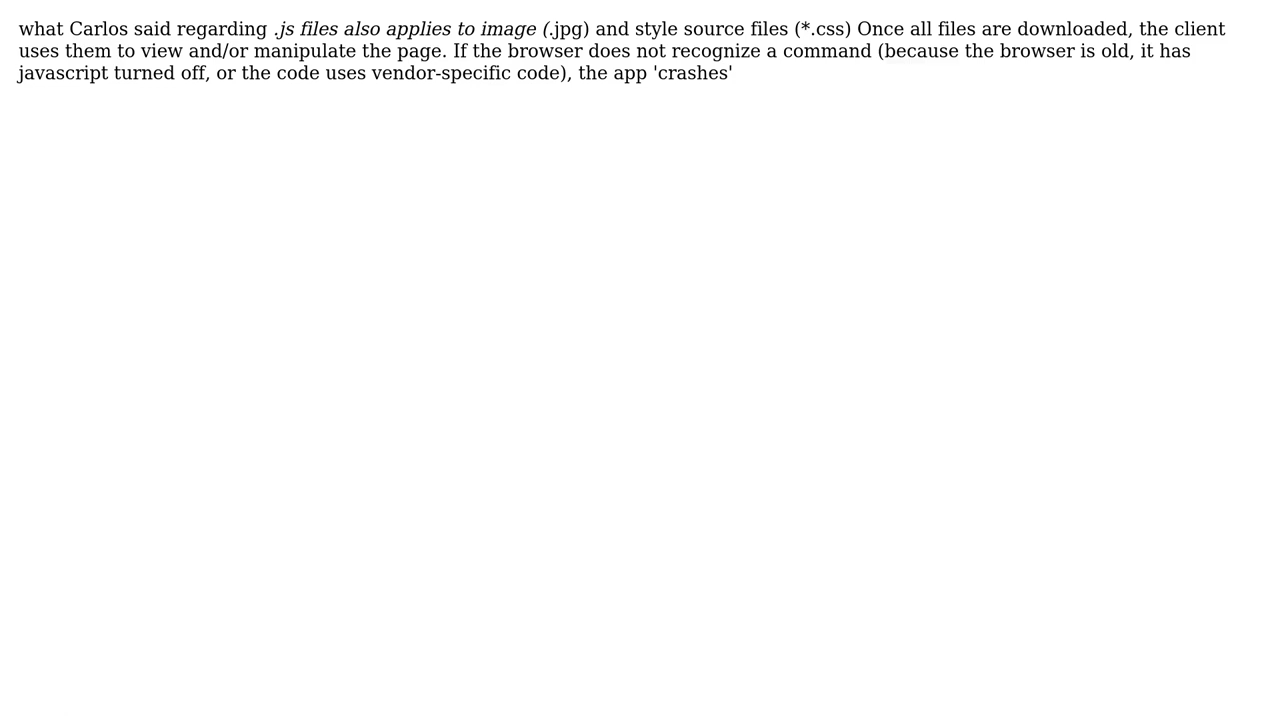 what Carlos said regarding .js files also applies to image (.jpg) and style source files (*.css) Once all files are downloaded, the client
uses them to view and/or manipulate the page. If the browser does not recognize a command (because the browser is old, it has
javascript turned off, or the code uses vendor-specific code), the app 'crashes'